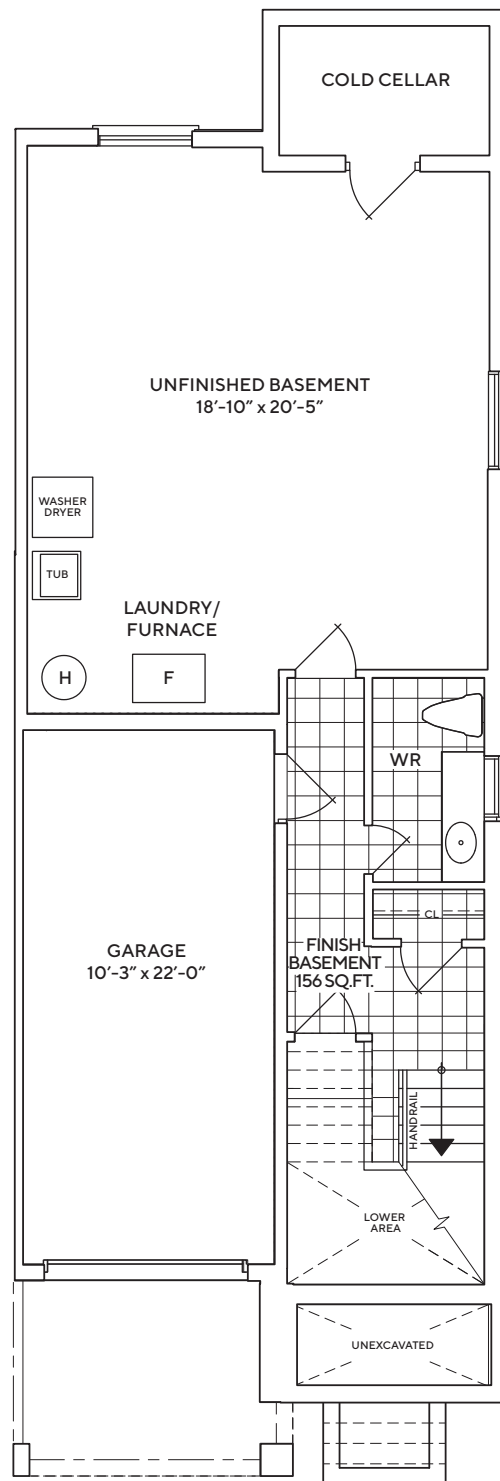 COLD CELLAR
UNFINISHED BASEMENT
18′-10″ x 20′-5″
WASHER
DRYER
TUB
LAUNDRY/
FURNACE
H
F
WR
CL
GARAGE
10′-3″ x 22′-0″
FINISH
BASEMENT
156 SQ.FT.
HANDRAIL
LOWER
AREA
UNEXCAVATED